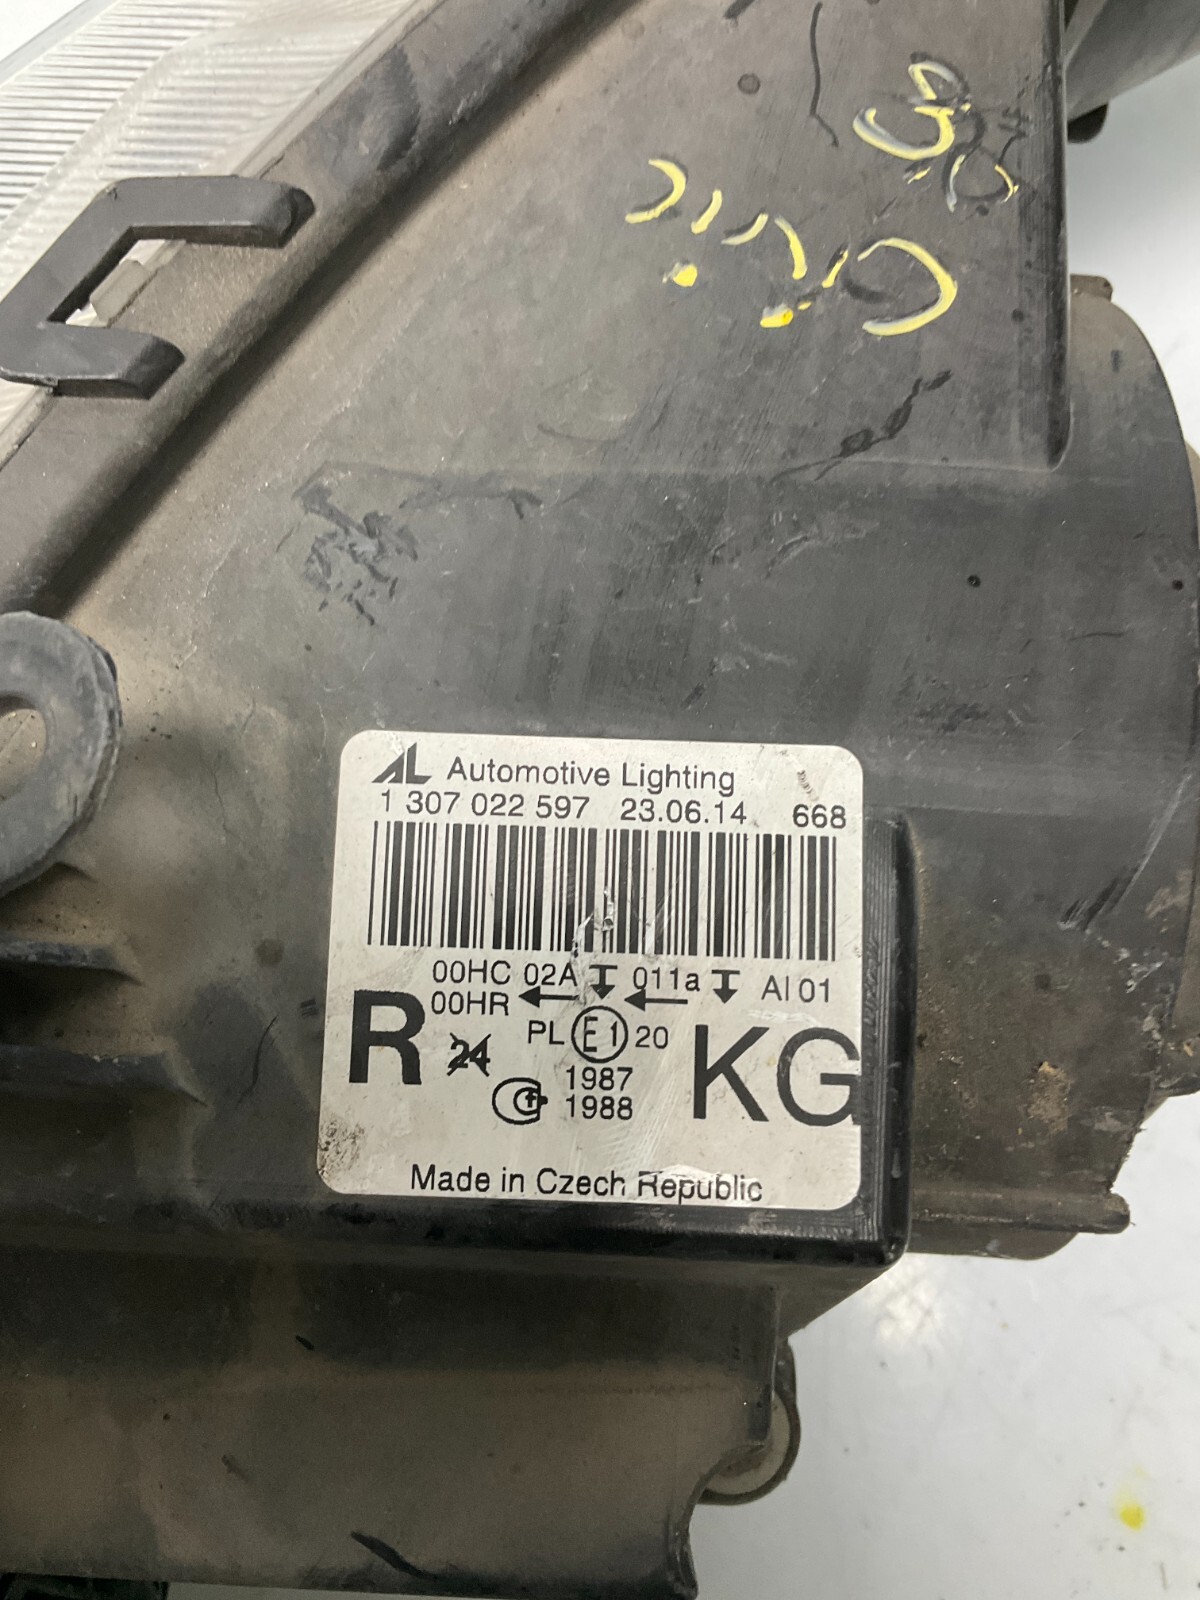 Civic
AL Automotive Lighting
1 307 022 597 23.06.14 668
00HC 02A 011a AI 01
00HR
R 24 PL E1 20 KG
1987
1988
Made in Czech Republic